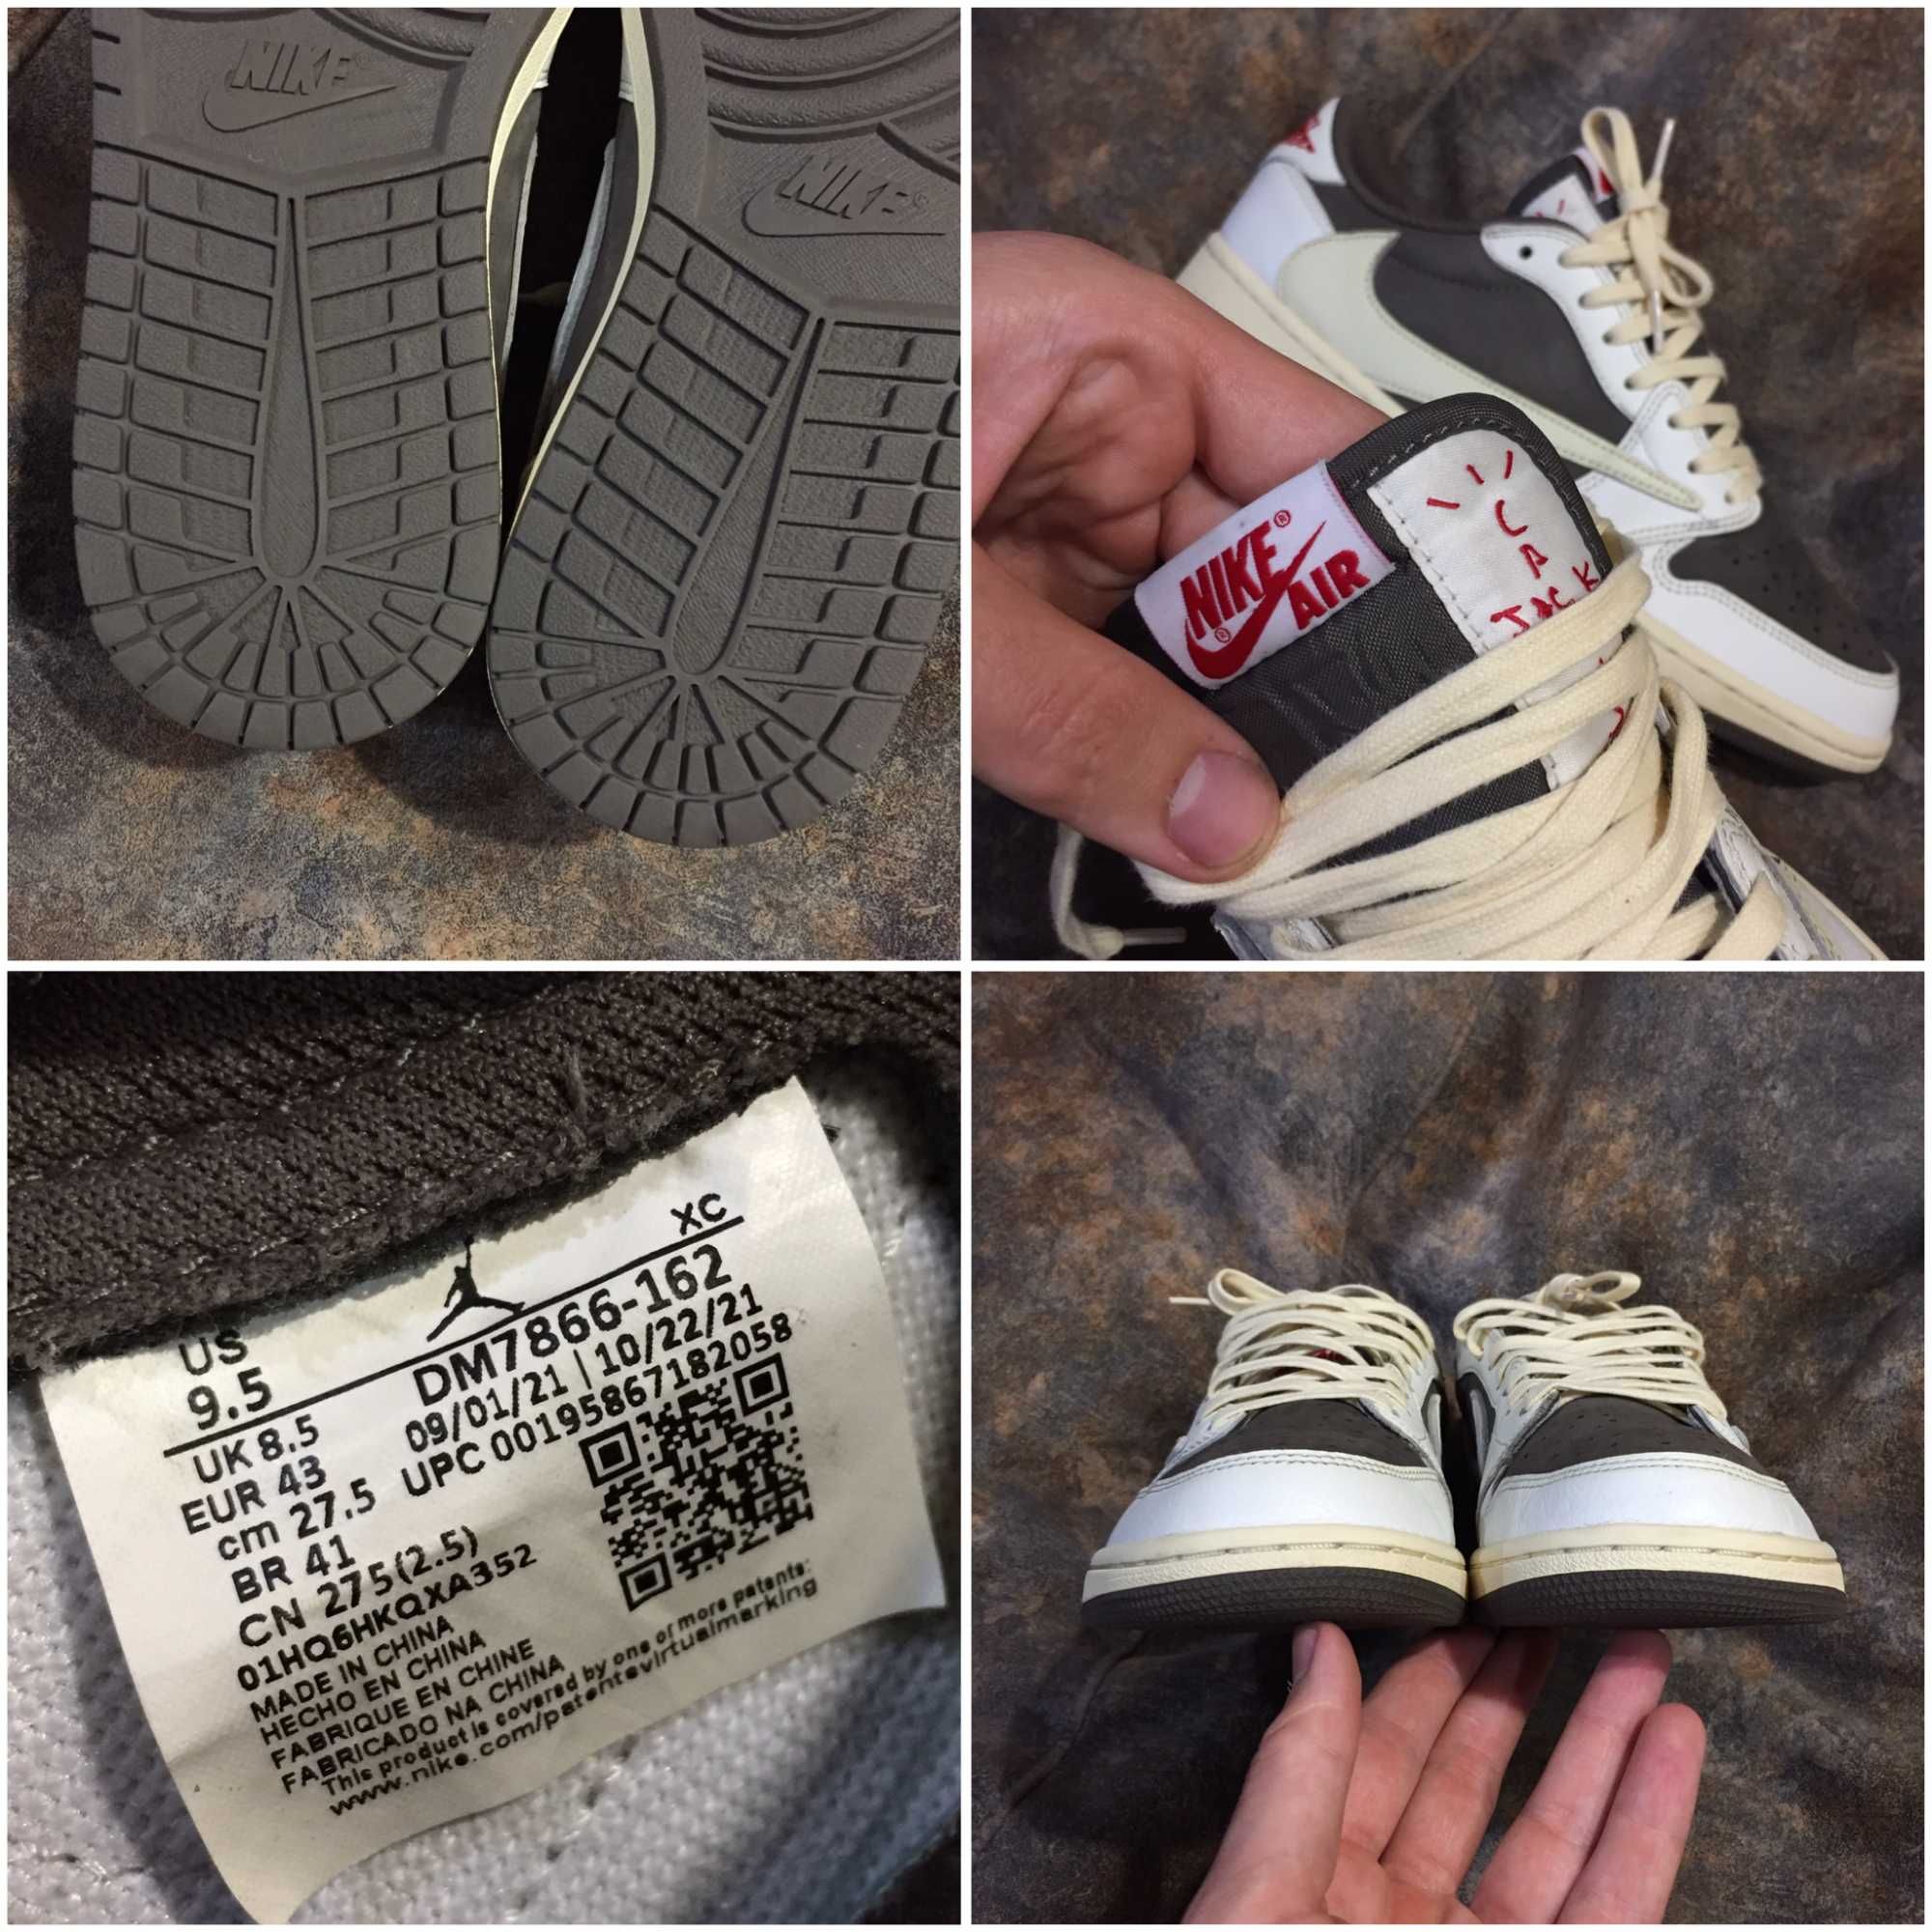 NIKE
NIKE
NIKE®
AIR
®
C
A
JACK
XC
US
9.5
DM7866-162
09/01/21 | 10/22/21
UPC 00195867182058
UK 8.5
EUR 43
cm 27.5
BR 41
CN 275(2.5)
01HQ6HKQXA352
MADE IN CHINA
HECHO EN CHINA
FABRIQUE EN CHINE
FABRICADO NA CHINA
This product is covered by one or more patents:
www.nike.com/patentevirtualmarking